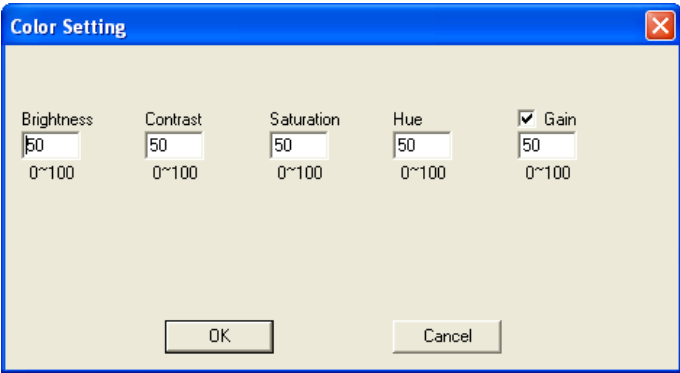 Color Setting
Brightness Contrast Saturation Hue Gain
50 50 50 50 50
0~100 0~100 0~100 0~100 0~100
OK Cancel